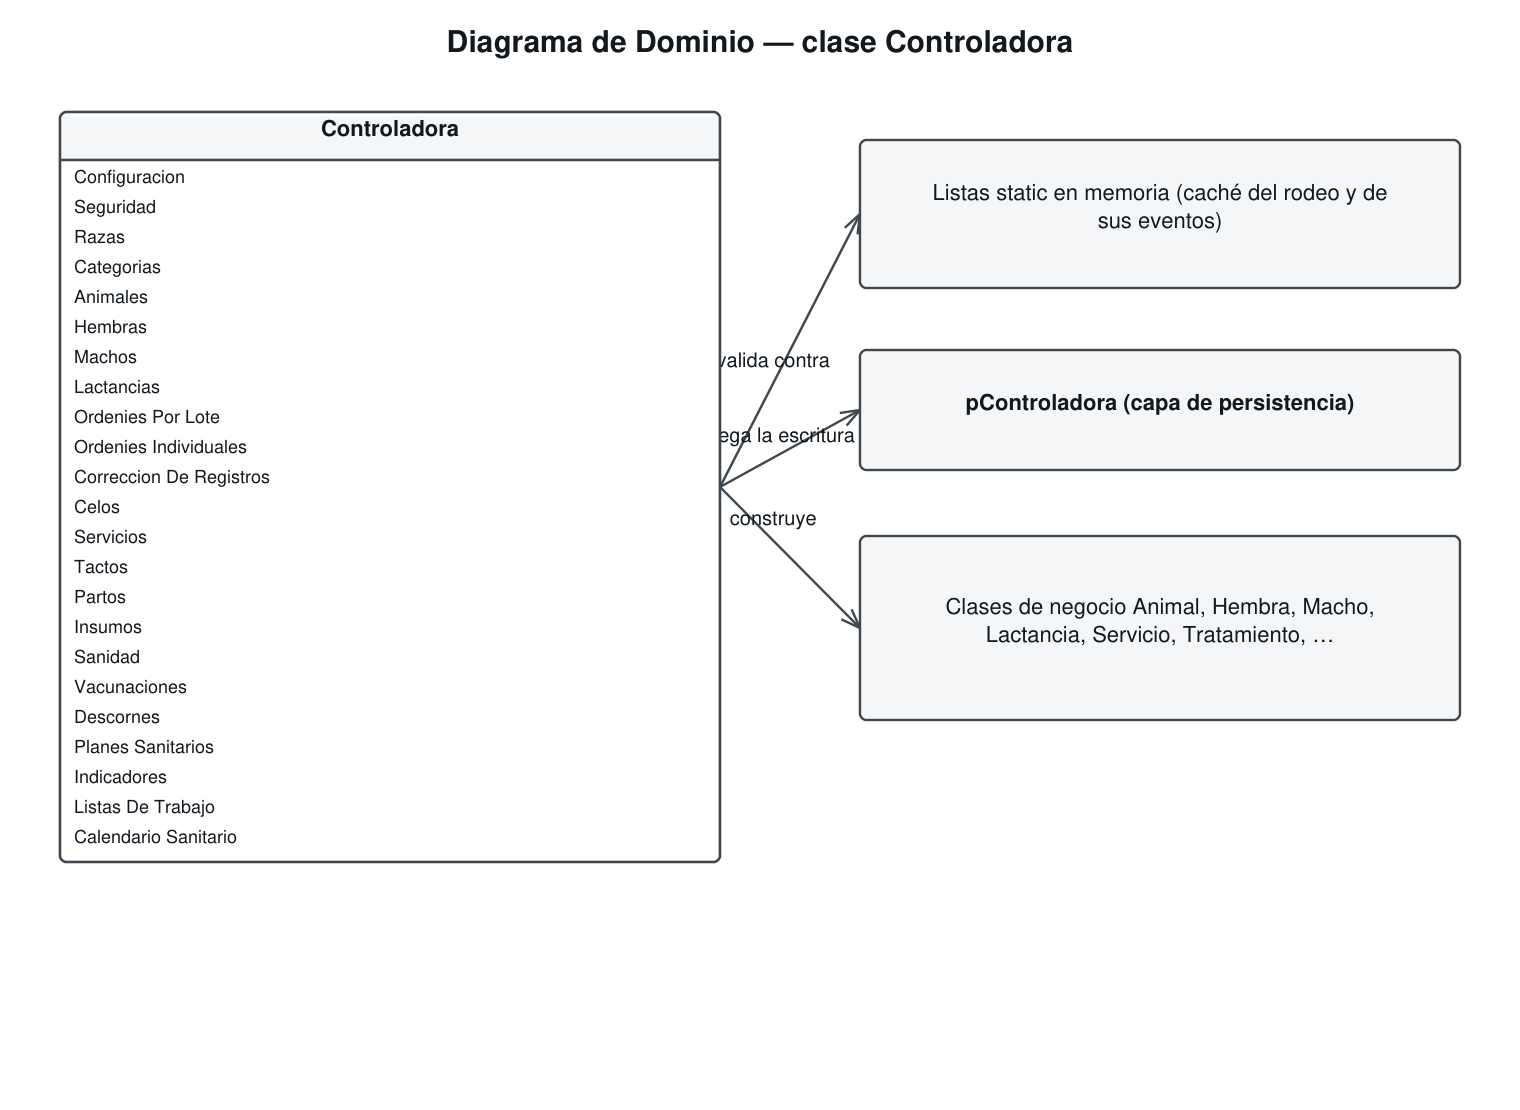 Diagrama de Dominio — clase Controladora
Controladora
Configuracion
Seguridad
Razas
Categorias
Animales
Hembras
Machos
Lactancias
Ordenies Por Lote
Ordenies Individuales
Correccion De Registros
Celos
Servicios
Tactos
Partos
Insumos
Sanidad
Vacunaciones
Descornes
Planes Sanitarios
Indicadores
Listas De Trabajo
Calendario Sanitario
valida contra
ega la escritura
construye
Listas static en memoria (caché del rodeo y de
sus eventos)
pControladora (capa de persistencia)
Clases de negocio Animal, Hembra, Macho,
Lactancia, Servicio, Tratamiento, …